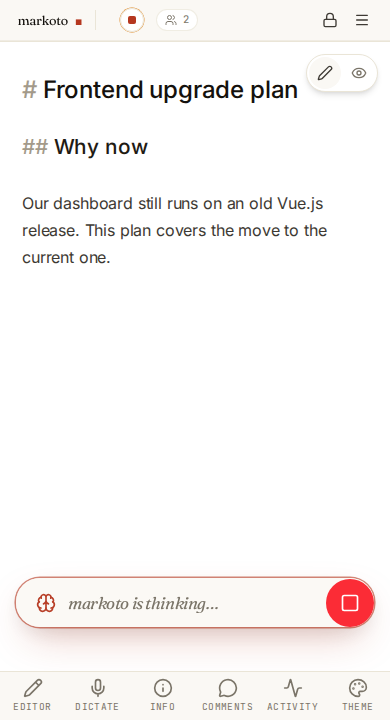 markoto
2
# Frontend upgrade plan
## Why now
Our dashboard still runs on an old Vue.js
release. This plan covers the move to the
current one.
markoto is thinking...
EDITOR DICTATE INFO COMMENTS ACTIVITY THEME